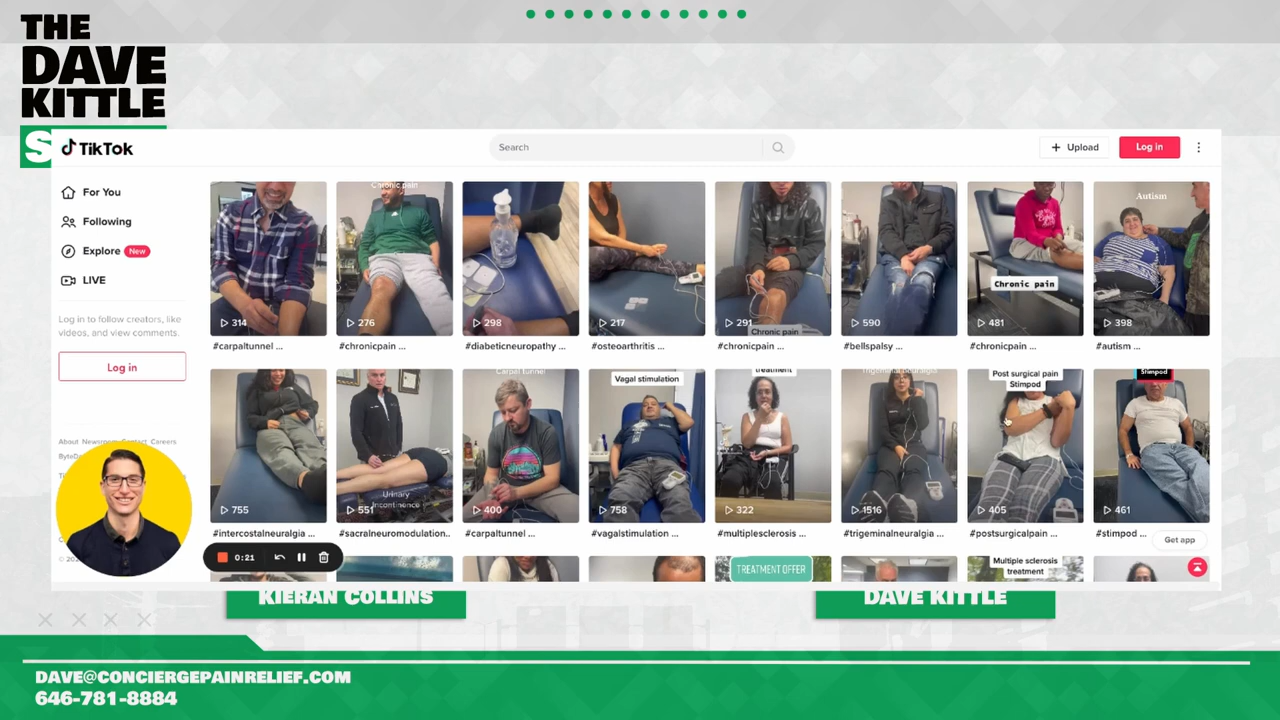 THE
DAVE
KITTLE
S
TikTok
Search
Upload
Log in
For You
Following
Explore New
LIVE
Log in to follow creators, like
videos, and view comments.
Log in
About Newsroom Contact Careers
314
#carpaltunnel ...
Chronic pain
276
#chronicpain ...
298
#diabeticneuropathy ...
217
#osteoarthritis ...
291
Chronic pain
#chronicpain ...
590
#bellspalsy ...
Chronic pain
481
#chronicpain ...
Autism
398
#autism ...
755
#intercostalneuralgia ...
Urinary
Incontinence
551
#sacralneuromodulation..
Carpal tunnel
400
#carpaltunnel ...
Vagal stimulation
758
#vagalstimulation ...
treatment
322
#multiplesclerosis ...
Trigeminal neuralgia
1516
#trigeminalneuralgia ...
Post surgical pain
Stimpod
405
#postsurgicalpain ...
Stimpod
461
#stimpod ...
Get app
TREATMENT OFFER
Multiple sclerosis
treatment
0:21
KIERAN COLLINS
DAVE KITTLE
DAVE@CONCIERGEPAINRELIEF.COM
646-781-8884